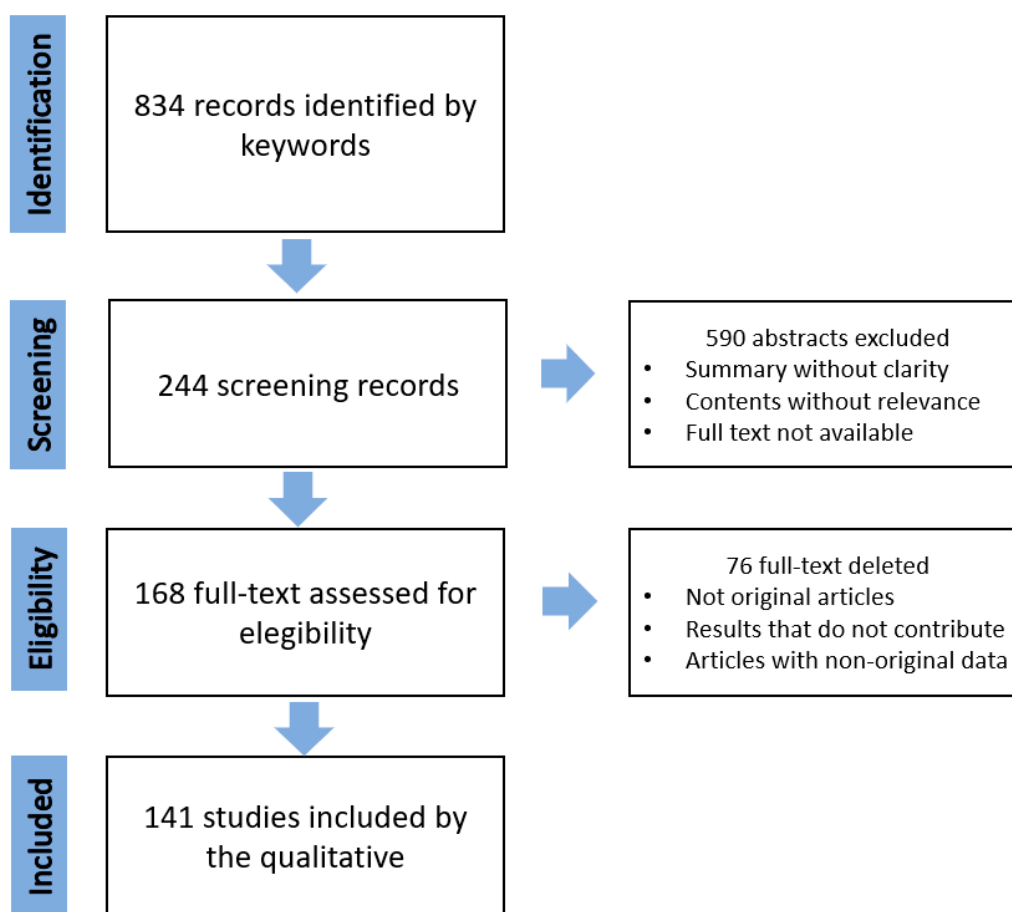 Identification
834 records identified by
keywords
Screening
244 screening records
590 abstracts excluded
• Summary without clarity
• Contents without relevance
• Full text not available
Eligibility
168 full-text assessed for
elegibility
76 full-text deleted
• Not original articles
• Results that do not contribute
• Articles with non-original data
Included
141 studies included by
the qualitative